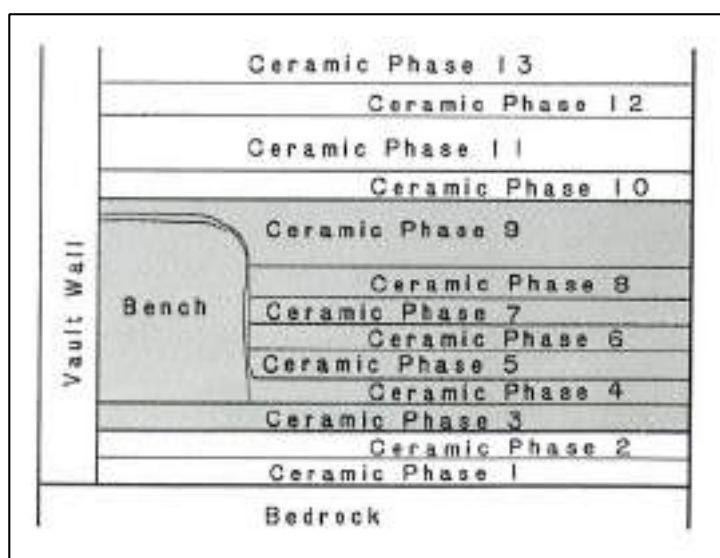 Ceramic Phase 13
Ceramic Phase 12
Ceramic Phase 11
Ceramic Phase 10
Ceramic Phase 9
Ceramic Phase 8
Bench
Ceramic Phase 7
Ceramic Phase 6
Ceramic Phase 5
Ceramic Phase 4
Ceramic Phase 3
Ceramic Phase 2
Ceramic Phase 1
Vault Wall
Bedrock